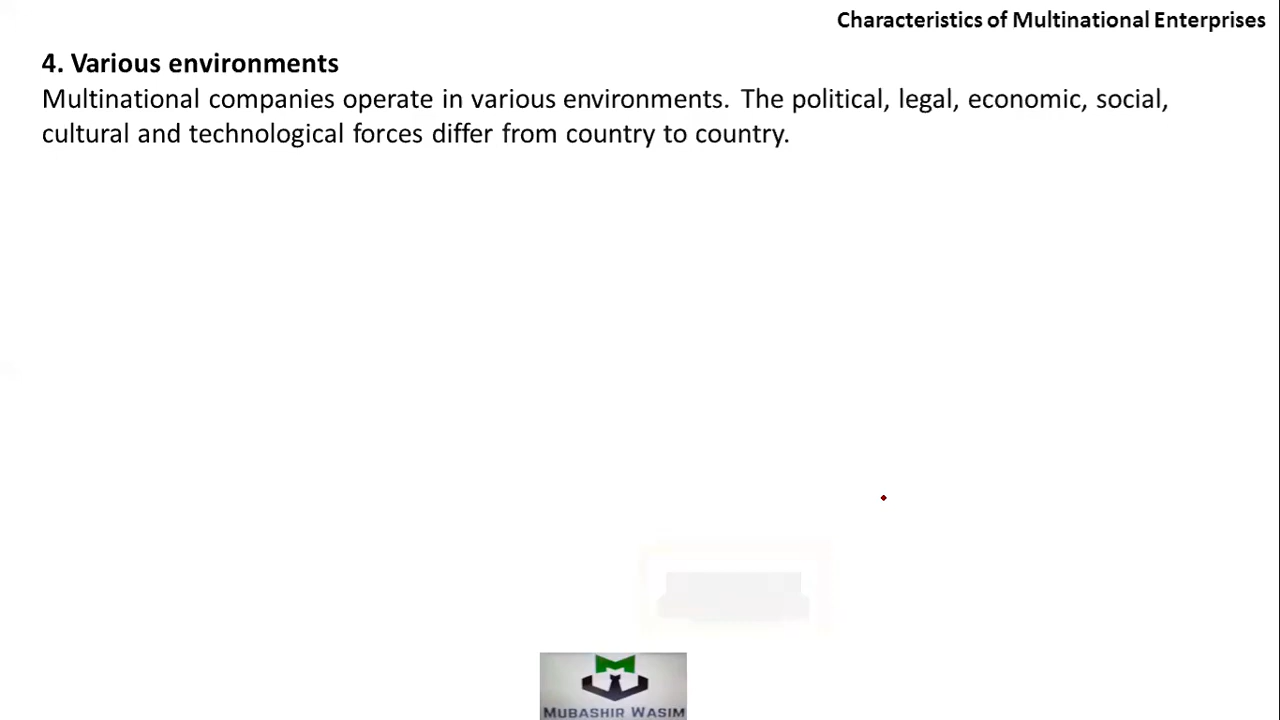 Characteristics of Multinational Enterprises
4. Various environments
Multinational companies operate in various environments. The political, legal, economic, social,
cultural and technological forces differ from country to country.
MUBASHIR WASIM